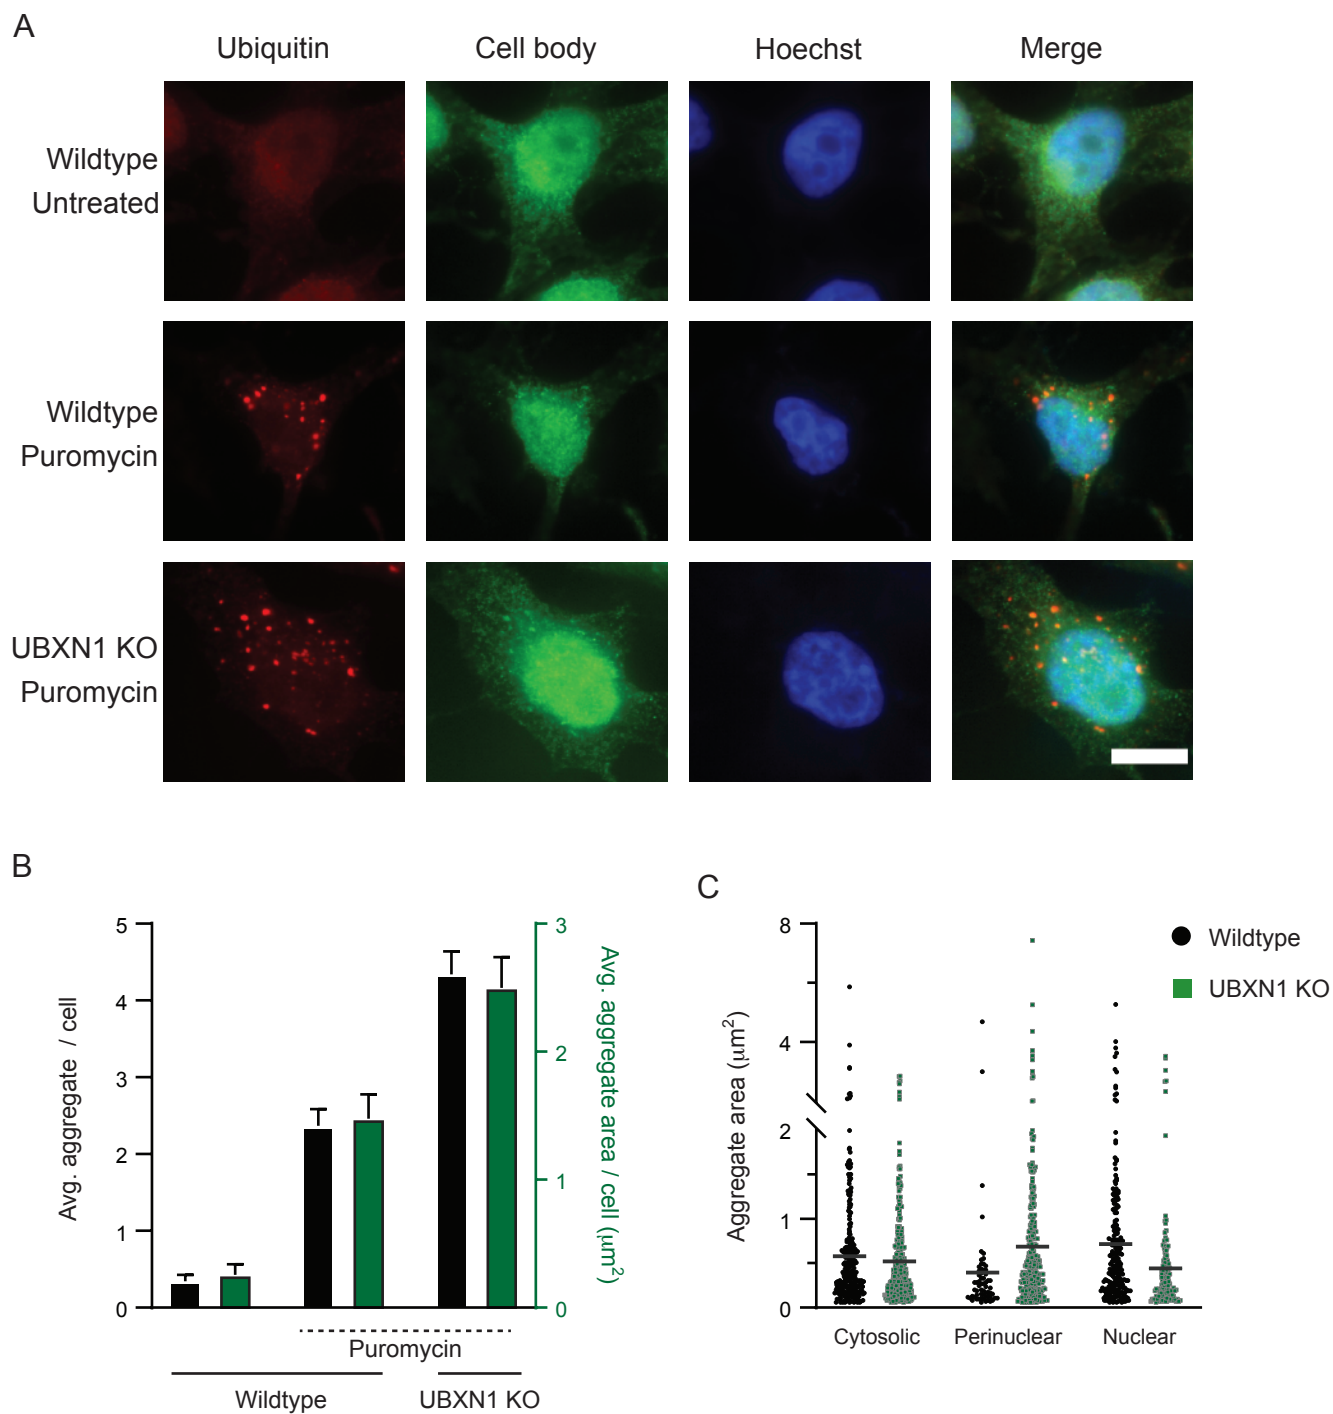 A
Ubiquitin Cell body Hoechst Merge
Wildtype
Untreated
Wildtype
Puromycin
UBXN1 KO
Puromycin
B
5
4
3
2
1
0
Avg. aggregate / cell
3
2
1
0
Avg. aggregate area / cell (μm²)
Puromycin
Wildtype UBXN1 KO
C
8
4
2
1
0
Aggregate area (μm²)
Wildtype
UBXN1 KO
Cytosolic Perinuclear Nuclear